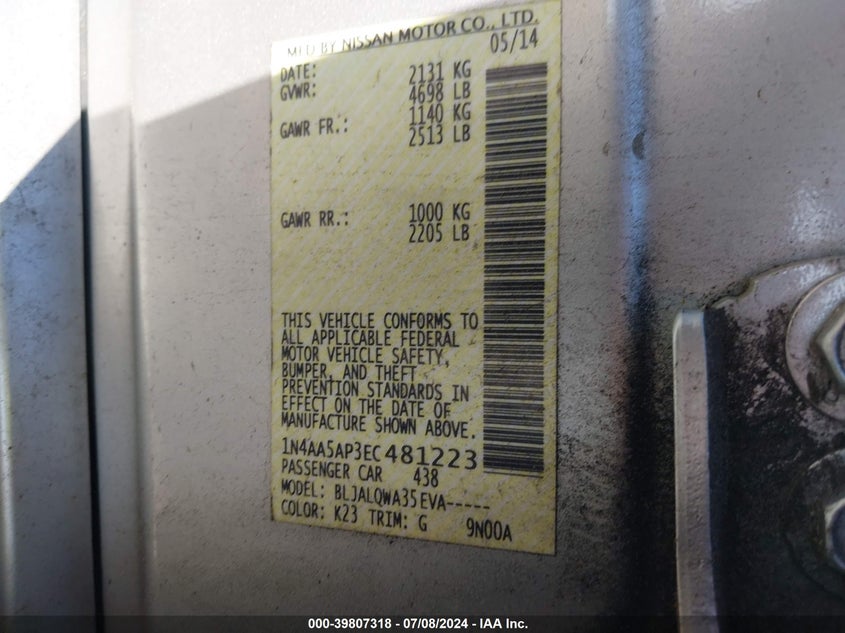 MFD BY NISSAN MOTOR CO., LTD.
05/14
DATE: 2131 KG
GVWR: 4698 LB
1140 KG
GAWR FR.: 2513 LB
GAWR RR.: 1000 KG
2205 LB
THIS VEHICLE CONFORMS TO
ALL APPLICABLE FEDERAL
MOTOR VEHICLE SAFETY,
BUMPER, AND THEFT
PREVENTION STANDARDS IN
EFFECT ON THE DATE OF
MANUFACTURE SHOWN ABOVE.
1N4AA5AP3EC481223
PASSENGER CAR 438
MODEL: BLJALQWA35EVA-----
COLOR: K23 TRIM: G 9N00A
000-39807318 - 07/08/2024 - IAA Inc.